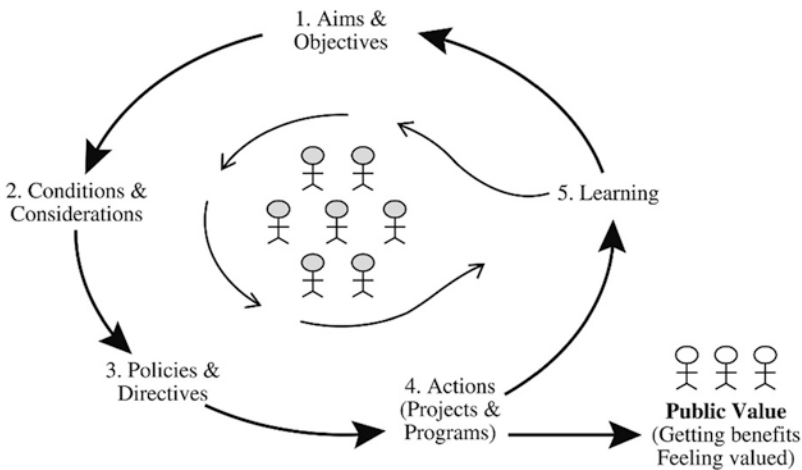 1. Aims &
Objectives
2. Conditions &
Considerations
5. Learning
3. Policies &
Directives
4. Actions
(Projects &
Programs)
Public Value
(Getting benefits
Feeling valued)